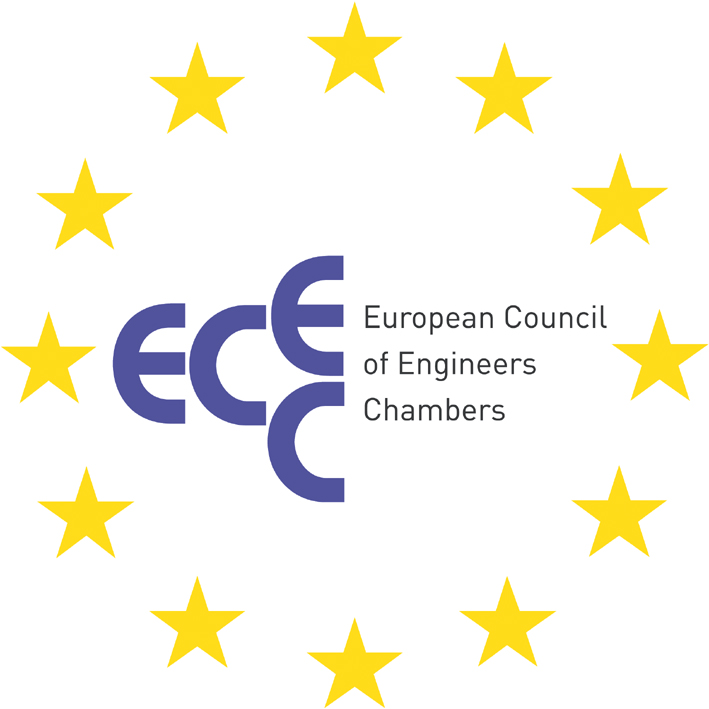 ECEC
European Council
of Engineers
Chambers